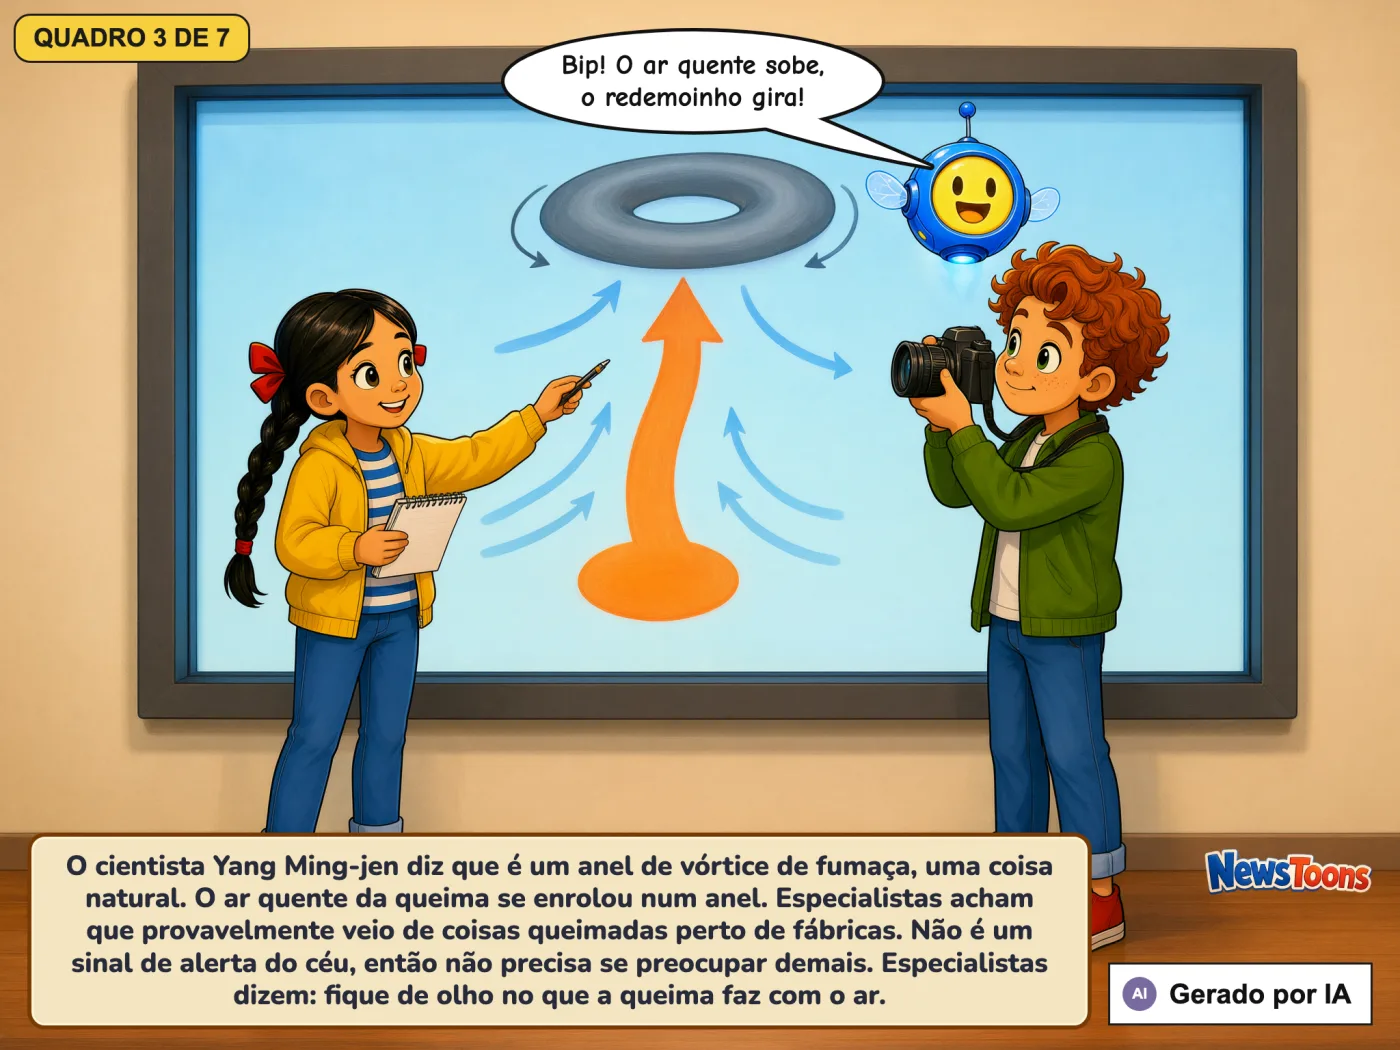 QUADRO 3 DE 7
Bip! O ar quente sobe,
o redemoinho gira!
O cientista Yang Ming-jen diz que é um anel de vórtice de fumaça, uma coisa
natural. O ar quente da queima se enrolou num anel. Especialistas acham
que provavelmente veio de coisas queimadas perto de fábricas. Não é um
sinal de alerta do céu, então não precisa se preocupar demais. Especialistas
dizem: fique de olho no que a queima faz com o ar.
NewsToons
AI Gerado por IA